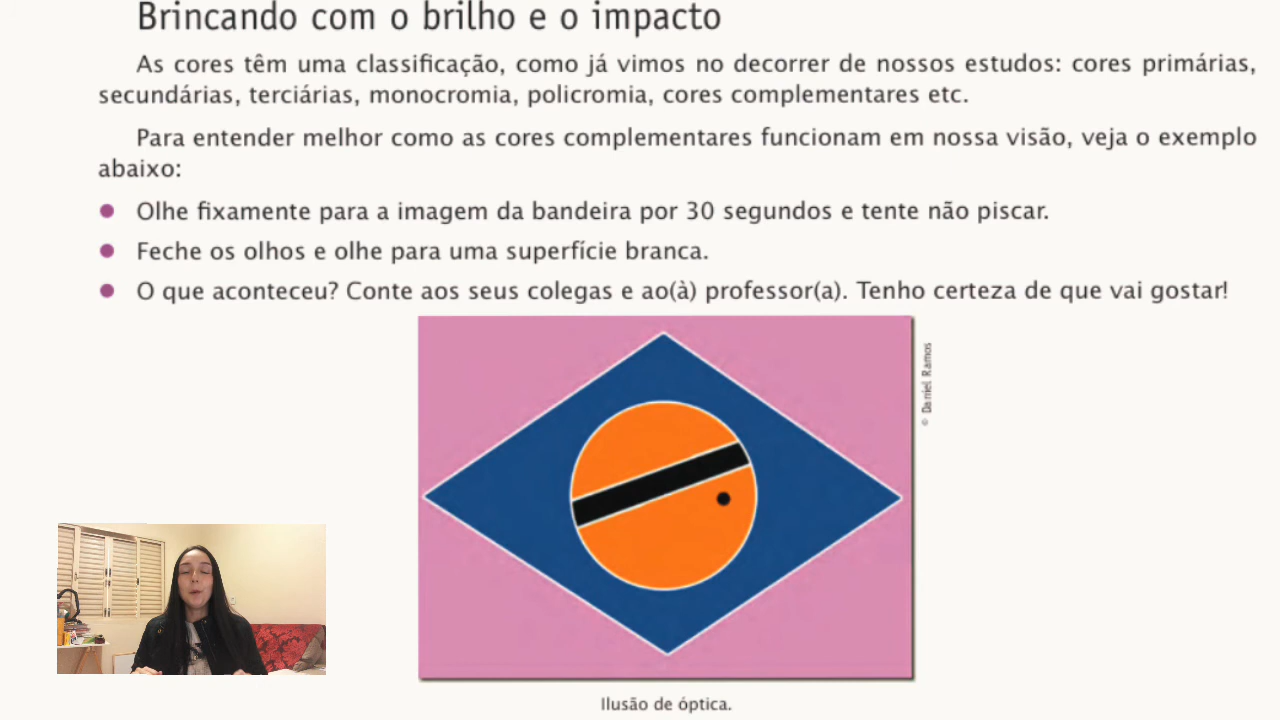 Brincando com o brilho e o impacto
As cores têm uma classificação, como já vimos no decorrer de nossos estudos: cores primárias,
secundárias, terciárias, monocromia, policromia, cores complementares etc.
Para entender melhor como as cores complementares funcionam em nossa visão, veja o exemplo
abaixo:
Olhe fixamente para a imagem da bandeira por 30 segundos e tente não piscar.
Feche os olhos e olhe para uma superfície branca.
O que aconteceu? Conte aos seus colegas e ao(à) professor(a). Tenho certeza de que vai gostar!
© Daniel Ramos
Ilusão de óptica.